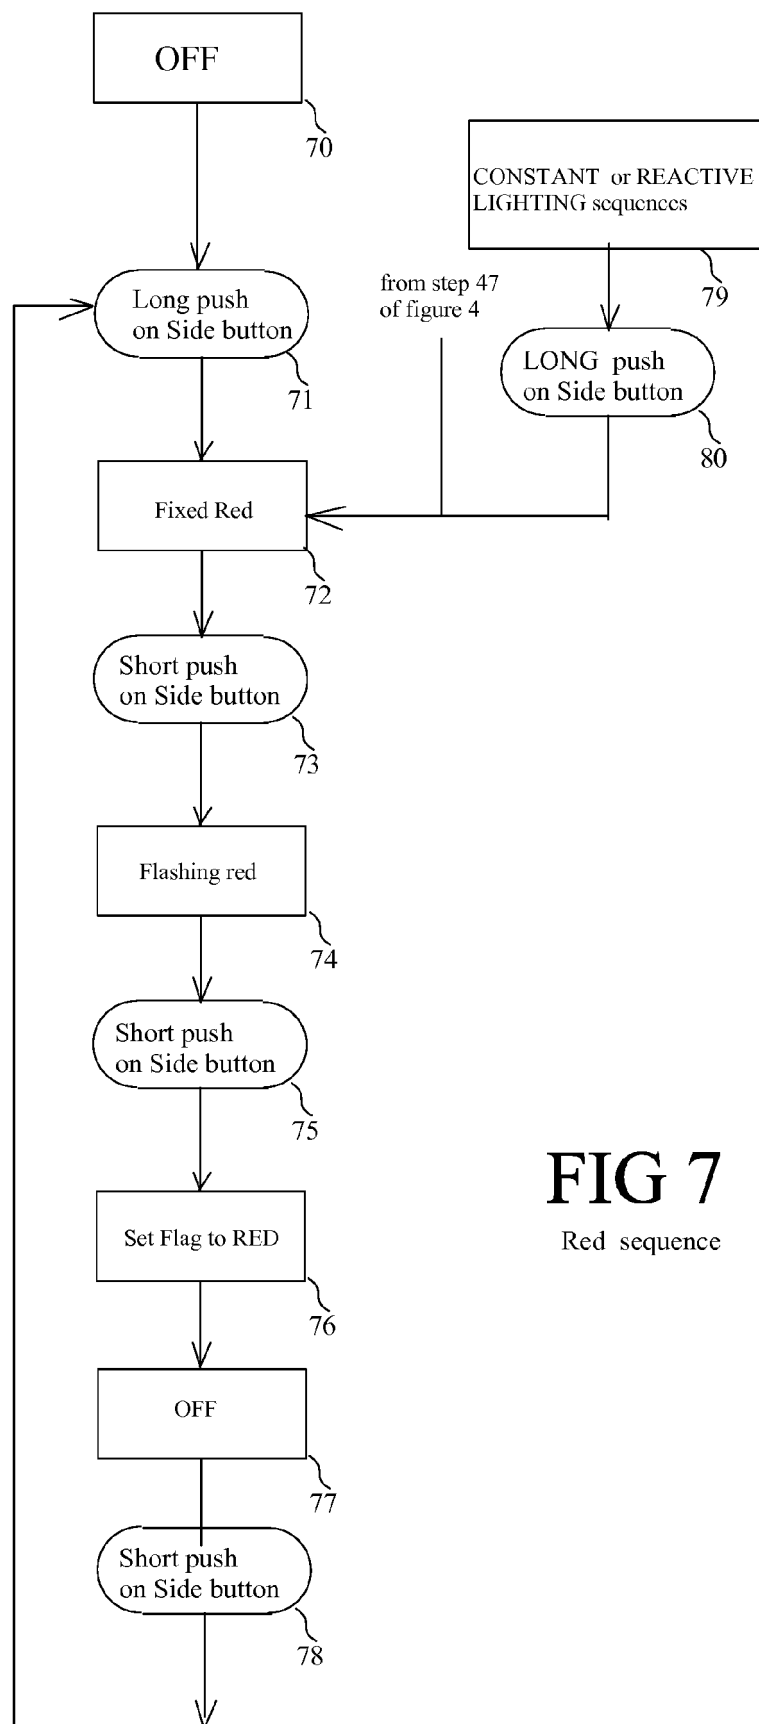 OFF
70
CONSTANT or REACTIVE
LIGHTING sequences
79
from step 47
of figure 4
Long push
on Side button
71
LONG push
on Side button
80
Fixed Red
72
Short push
on Side button
73
Flashing red
74
Short push
on Side button
75
FIG 7
Red sequence
Set Flag to RED
76
OFF
77
Short push
on Side button
78